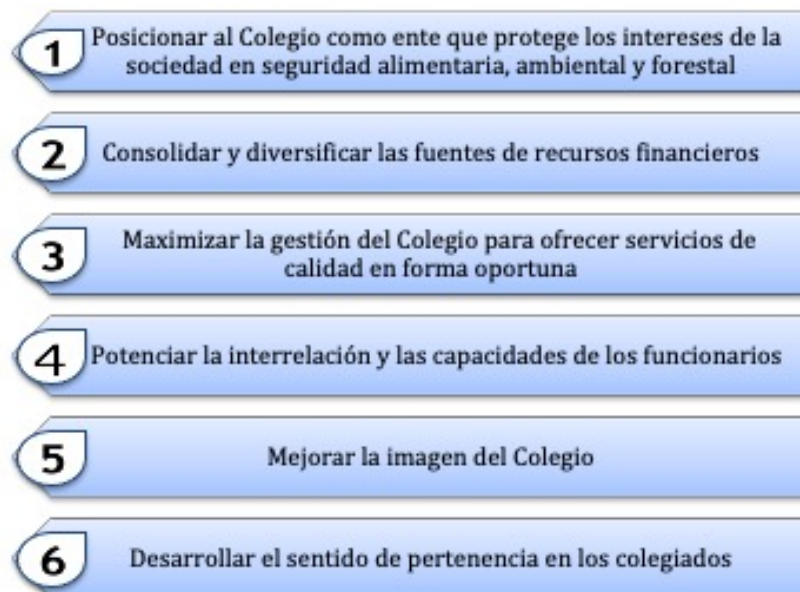 1
Posicionar al Colegio como ente que protege los intereses de la
sociedad en seguridad alimentaria, ambiental y forestal
2
Consolidar y diversificar las fuentes de recursos financieros
3
Maximizar la gestión del Colegio para ofrecer servicios de
calidad en forma oportuna
4
Potenciar la interrelación y las capacidades de los funcionarios
5
Mejorar la imagen del Colegio
6
Desarrollar el sentido de pertenencia en los colegiados